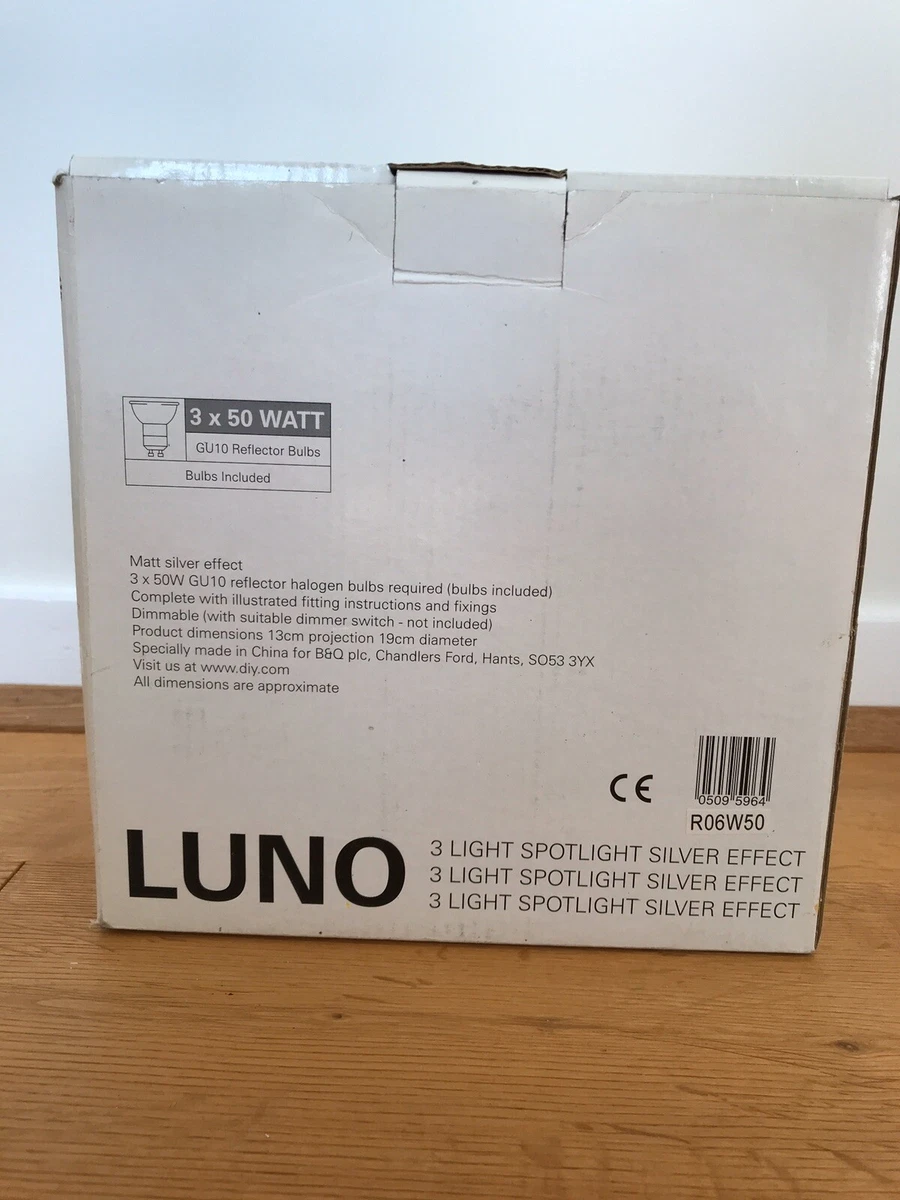 3 x 50 WATT
GU10 Reflector Bulbs
Bulbs Included
Matt silver effect
3 x 50W GU10 reflector halogen bulbs required (bulbs included)
Complete with illustrated fitting instructions and fixings
Dimmable (with suitable dimmer switch - not included)
Product dimensions 13cm projection 19cm diameter
Specially made in China for B&Q plc, Chandlers Ford, Hants, SO53 3YX
Visit us at www.diy.com
All dimensions are approximate
CE
0509 5964
R06W50
LUNO
3 LIGHT SPOTLIGHT SILVER EFFECT
3 LIGHT SPOTLIGHT SILVER EFFECT
3 LIGHT SPOTLIGHT SILVER EFFECT